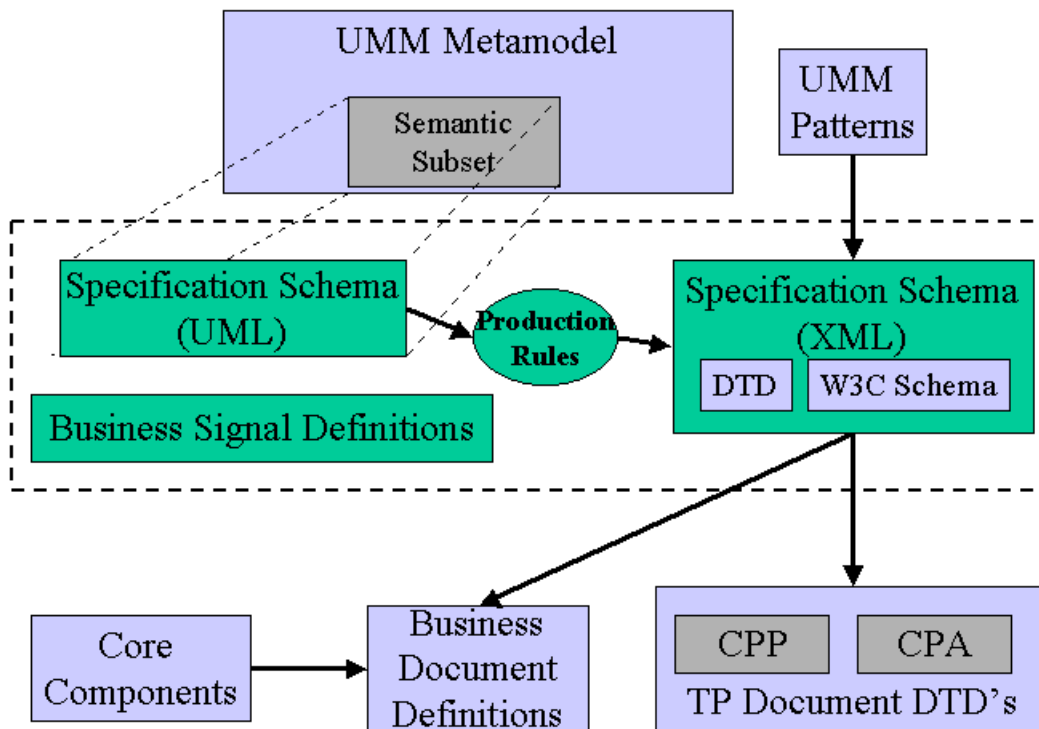 UMM Metamodel
Semantic
Subset
UMM
Patterns
Specification Schema
(UML)
Production
Rules
Specification Schema
(XML)
DTD
W3C Schema
Business Signal Definitions
Core
Components
Business
Document
Definitions
CPP
CPA
TP Document DTD's